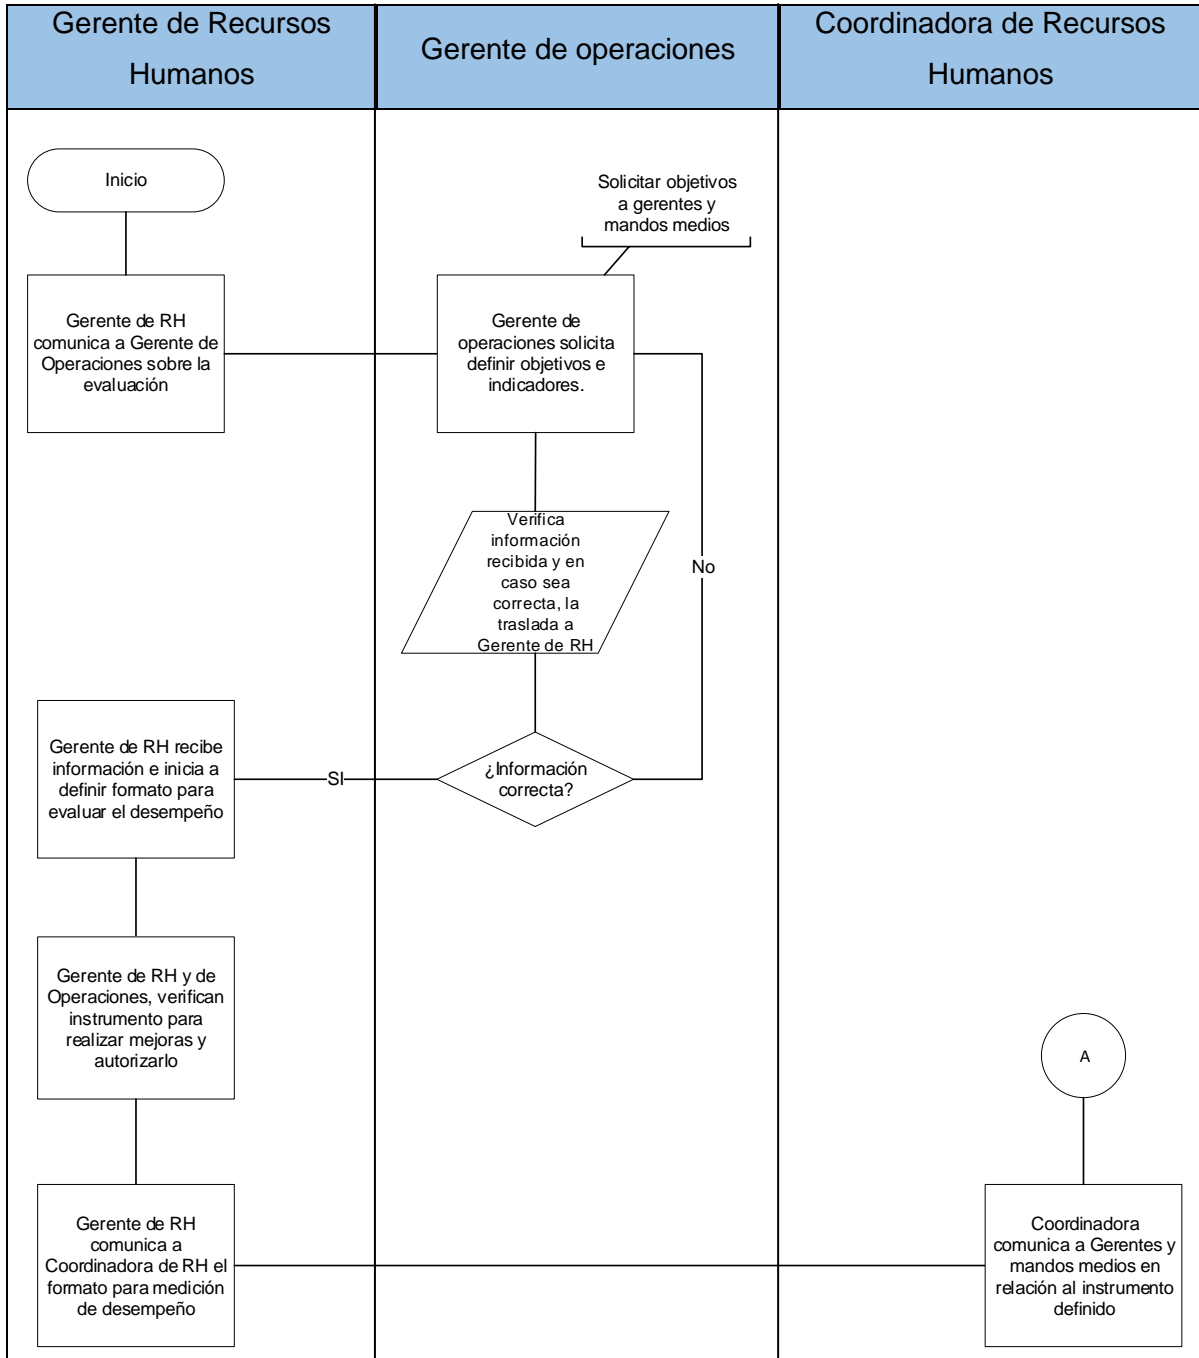 Gerente de Recursos
Humanos
Gerente de operaciones
Coordinadora de Recursos
Humanos
Inicio
Solicitar objetivos
a gerentes y
mandos medios
Gerente de RH
comunica a Gerente de
Operaciones sobre la
evaluación
Gerente de
operaciones solicita
definir objetivos e
indicadores.
Verifica
información
recibida y en
caso sea
correcta, la
traslada a
Gerente de RH
No
Gerente de RH recibe
información e inicia a
definir formato para
evaluar el desempeño
SI
¿Información
correcta?
Gerente de RH y de
Operaciones, verifican
instrumento para
realizar mejoras y
autorizarlo
A
Gerente de RH
comunica a
Coordinadora de RH el
formato para medición
de desempeño
Coordinadora
comunica a Gerentes y
mandos medios en
relación al instrumento
definido